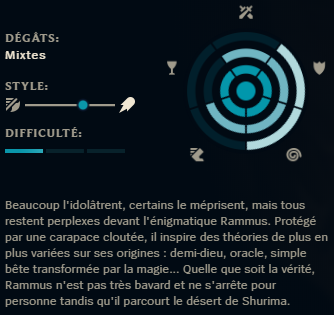 DÉGÂTS:
Mixtes
STYLE:
DIFFICULTÉ:
Beaucoup l'idolâtrent, certains le méprisent, mais tous
restent perplexes devant l'énigmatique Rammus. Protégé
par une carapace cloutée, il inspire des théories de plus en
plus variées sur ses origines : demi-dieu, oracle, simple
bête transformée par la magie... Quelle que soit la vérité,
Rammus n'est pas très bavard et ne s'arrête pour
personne tandis qu'il parcourt le désert de Shurima.